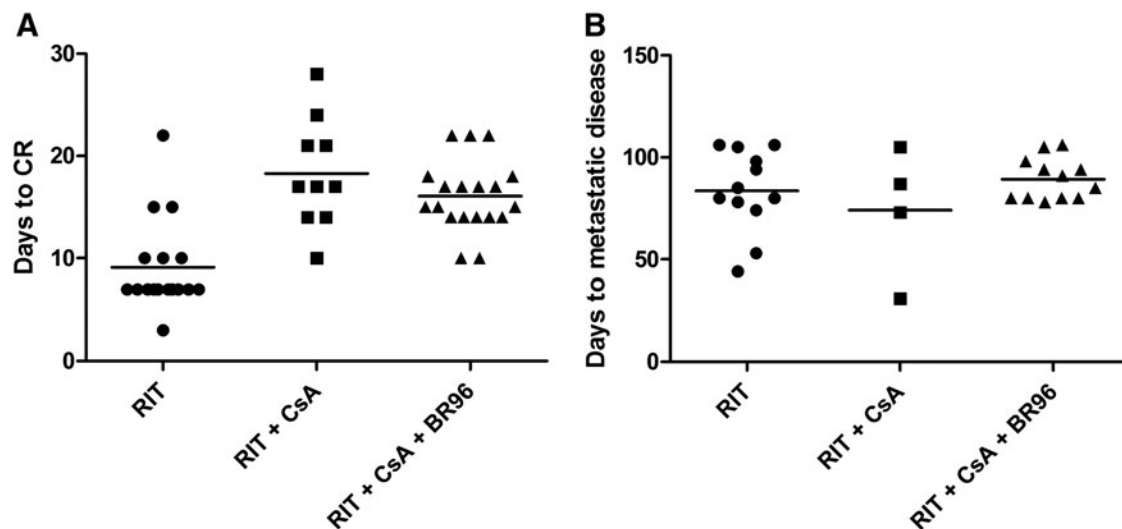 A
Days to CR
30
20
10
0
RIT
RIT + CsA
RIT + CsA + BR96
B
Days to metastatic disease
150
100
50
0
RIT
RIT + CsA
RIT + CsA + BR96